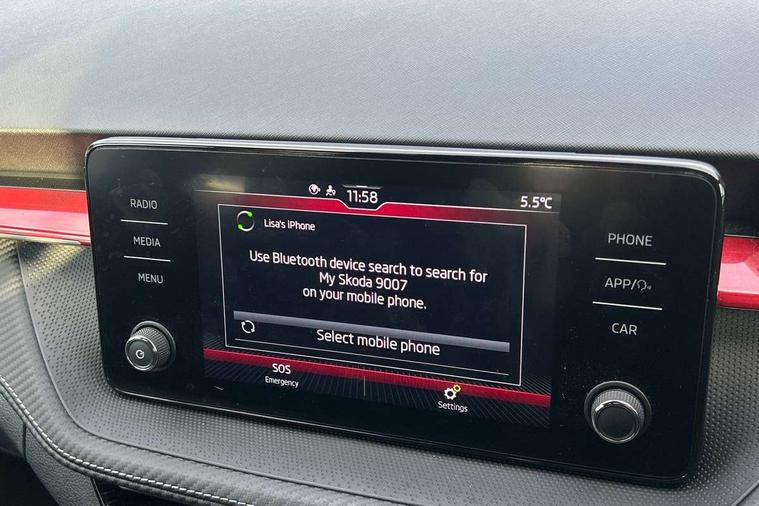 RADIO
MEDIA
MENU
11:58
5.5°C
Lisa's iPhone
Use Bluetooth device search to search for
My Skoda 9007
on your mobile phone.
Select mobile phone
SOS
Emergency
Settings
PHONE
APP/
CAR